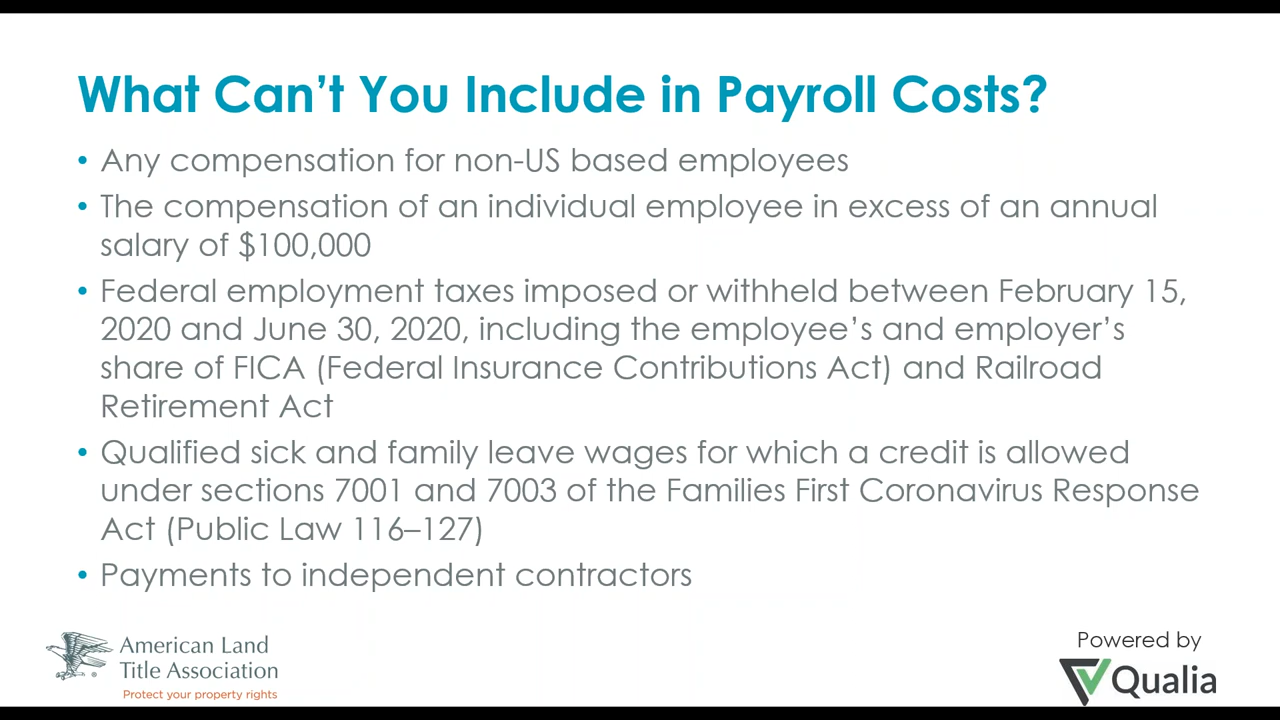 What Can’t You Include in Payroll Costs?
• Any compensation for non-US based employees
• The compensation of an individual employee in excess of an annual
salary of $100,000
• Federal employment taxes imposed or withheld between February 15,
2020 and June 30, 2020, including the employee’s and employer’s
share of FICA (Federal Insurance Contributions Act) and Railroad
Retirement Act
• Qualified sick and family leave wages for which a credit is allowed
under sections 7001 and 7003 of the Families First Coronavirus Response
Act (Public Law 116–127)
• Payments to independent contractors
American Land
Title Association
®
Protect your property rights
Powered by
Qualia